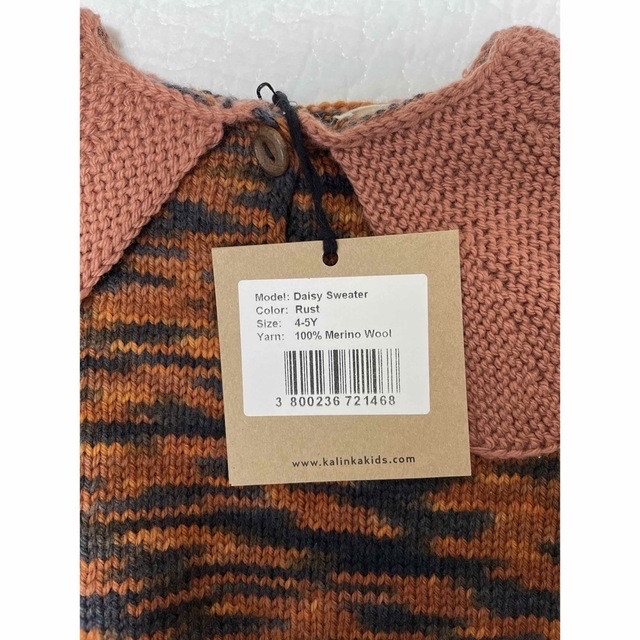 Model: Daisy Sweater
Color: Rust
Size: 4-5Y
Yarn: 100% Merino Wool
3 800236 721468
www.kalinkakids.com